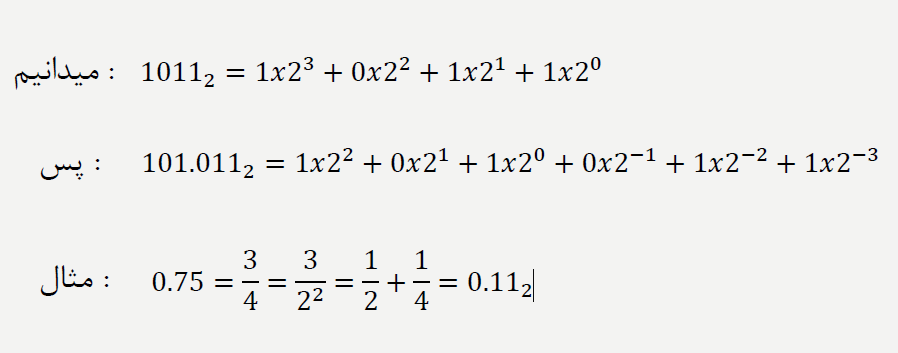 میدانیم : 1011₂ = 1x2³ + 0x2² + 1x2¹ + 1x2⁰
پس : 101.011₂ = 1x2² + 0x2¹ + 1x2⁰ + 0x2⁻¹ + 1x2⁻² + 1x2⁻³
مثال : 0.75 = 3/4 = 3/2² = 1/2 + 1/4 = 0.11₂